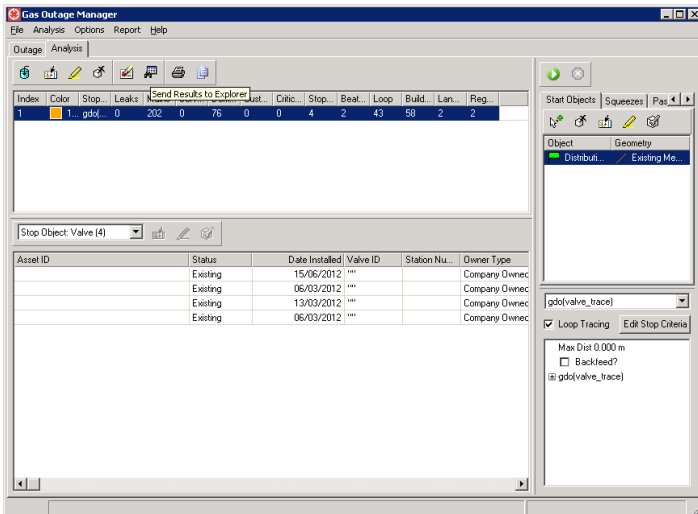 Gas Outage Manager
File Analysis Options Report Help
Outage Analysis
Send Results to Explorer
Index Color Stop... Leaks Cust... Critic... Stop... Beat... Loop Build... Lan... Reg...
1 1... gdo(... 0 202 0 76 0 0 4 2 43 58 2 2
Stop Object: Valve (4)
Asset ID Status Date Installed Valve ID Station Nu... Owner Type
Existing 15/06/2012 "" Company Owned
Existing 06/03/2012 "" Company Owned
Existing 13/03/2012 "" Company Owned
Existing 06/03/2012 "" Company Owned
Start Objects Squeezes Pas
Object Geometry
Distributi... Existing Me...
gdo(valve_trace)
Loop Tracing Edit Stop Criteria
Max Dist 0.000 m
Backfeed?
gdo(valve_trace)